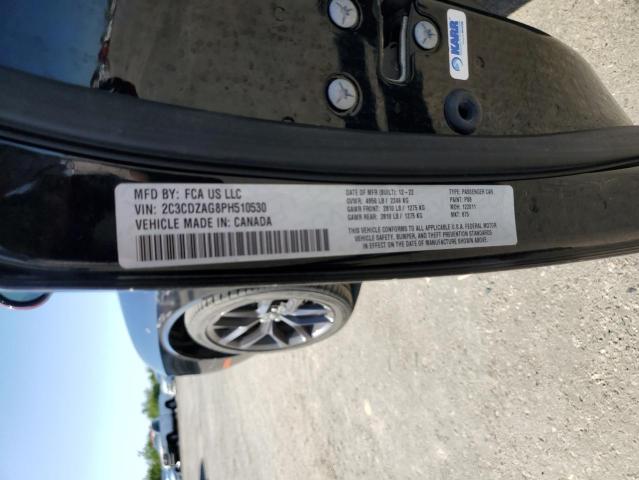 KARR
MFD BY: FCA US LLC
VIN: 2C3CDZAG8PH510530
VEHICLE MADE IN: CANADA
DATE OF MFR (BUILT): 12-22
GVWR: 4950 LB / 2246 KG
GAWR FRONT: 2810 LB / 1275 KG
GAWR REAR: 2810 LB / 1275 KG
TYPE: PASSENGER CAR
MDH: 122011
THIS VEHICLE CONFORMS TO ALL APPLICABLE U.S.A. FEDERAL MOTOR
VEHICLE SAFETY, BUMPER, AND THEFT PREVENTION STANDARDS
IN EFFECT ON THE DATE OF MANUFACTURE SHOWN ABOVE.